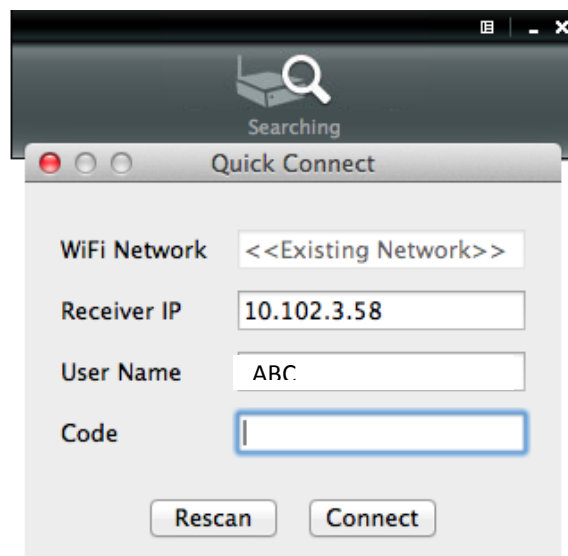 Searching
Quick Connect
WiFi Network <<Existing Network>>
Receiver IP 10.102.3.58
User Name ABC
Code
Rescan Connect